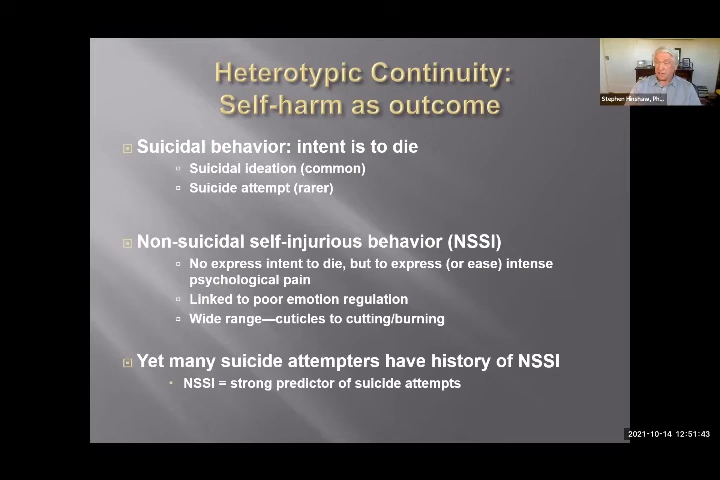 Heterotypic Continuity:
Self-harm as outcome
Stephen Hinshaw, Ph...
Suicidal behavior: intent is to die
Suicidal ideation (common)
Suicide attempt (rarer)
Non-suicidal self-injurious behavior (NSSI)
No express intent to die, but to express (or ease) intense
psychological pain
Linked to poor emotion regulation
Wide range—cuticles to cutting/burning
Yet many suicide attempters have history of NSSI
NSSI = strong predictor of suicide attempts
2021-10-14 12:51:43